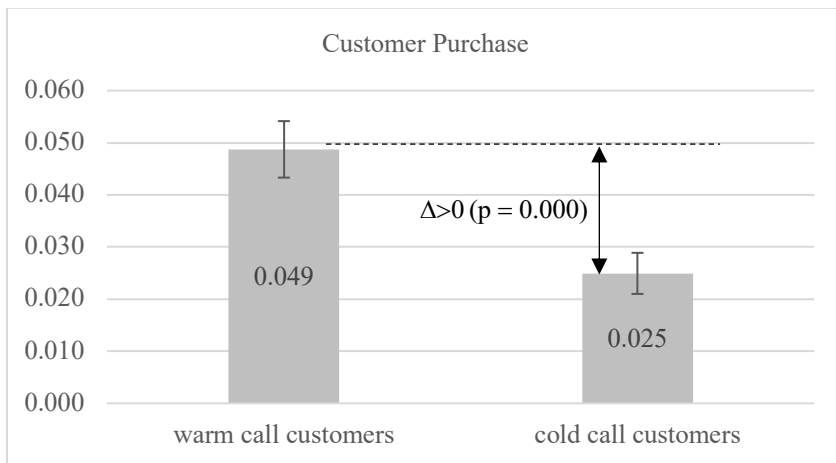 Customer Purchase
0.060
0.050
0.040
0.030
0.020
0.010
0.000
Δ>0 (p = 0.000)
0.049
0.025
warm call customers
cold call customers